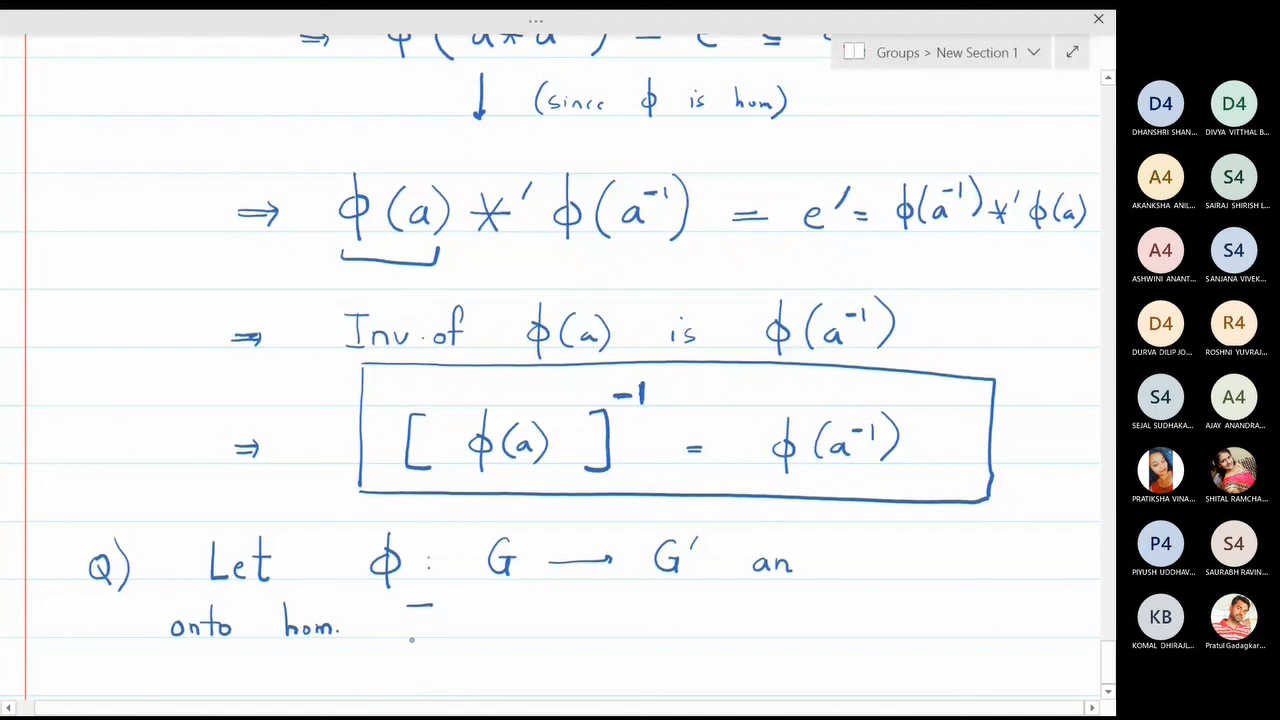 Groups > New Section 1
(since ϕ is hom)
⇒ ϕ(a) *′ ϕ(a⁻¹) = e′ = ϕ(a⁻¹) *′ ϕ(a)
⇒ Inv. of ϕ(a) is ϕ(a⁻¹)
⇒ [ ϕ(a) ]⁻¹ = ϕ(a⁻¹)
Q) Let ϕ : G → G′ an
onto hom.
D4 D4
DHANSHRI SHAN... DIVYA VITTHAL B...
A4 S4
AKANKSHA ANIL... SAIRAJ SHIRISH L...
A4 S4
ASHWINI ANANT... SANJANA VIVEK...
D4 R4
DURVA DILIP JO... ROSHNI YUVRAJ...
S4 A4
SEJAL SUDHAKA... AJAY ANANDRA...
PRATIKSHA VINA... SHITAL RAMCHA...
P4 S4
PIYUSH UDDHAV... SAURABH RAVIN...
KB
KOMAL DHIRAJL... Pratul Gadagkar...